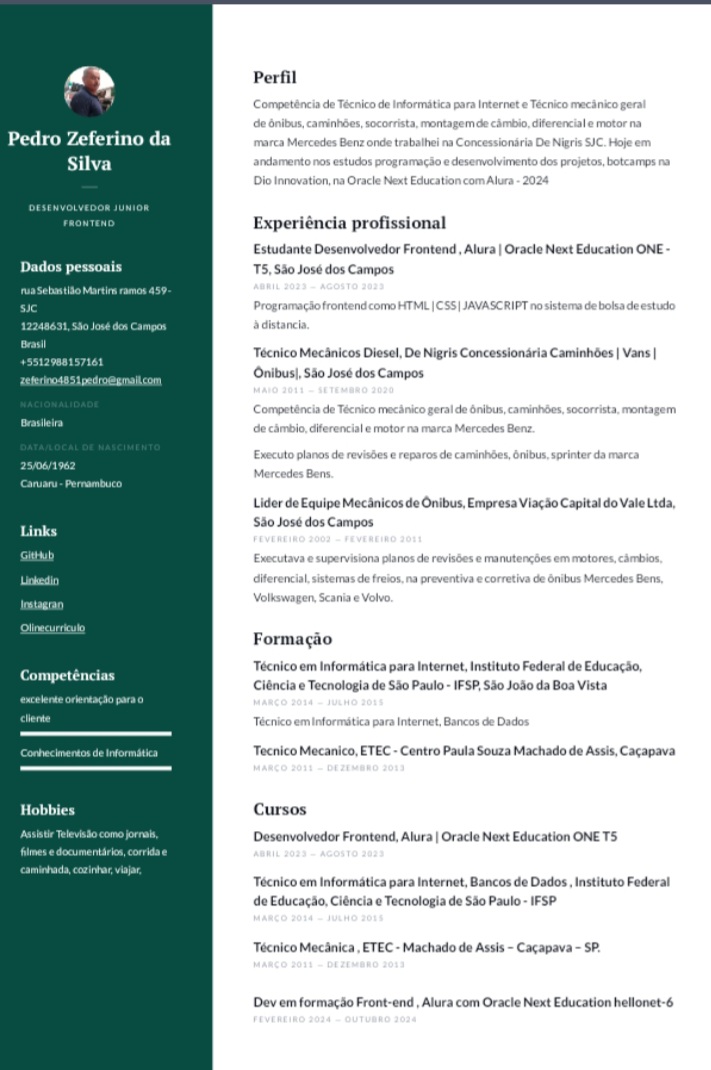 Pedro Zeferino da
Silva
DESENVOLVEDOR JUNIOR
FRONTEND
Dados pessoais
rua Sebastião Martins ramos 459-
SJC
12248631, São José dos Campos
Brasil
+5512988157161
zeferino4851pedro@gmail.com
NACIONALIDADE
Brasileira
DATA/LOCAL DE NASCIMENTO
25/06/1962
Caruaru - Pernambuco
Links
GitHub
Linkedin
Instagran
Olinecurriculo
Competências
excelente orientação para o
cliente
Conhecimentos de Informática
Hobbies
Assistir Televisão como jornais,
filmes e documentários, corrida e
caminhada, cozinhar, viajar,
Perfil
Competência de Técnico de Informática para Internet e Técnico mecânico geral
de ônibus, caminhões, socorrista, montagem de câmbio, diferencial e motor na
marca Mercedes Benz onde trabalhei na Concessionária De Nigris SJC. Hoje em
andamento nos estudos programação e desenvolvimento dos projetos, botcamps na
Dio Innovation, na Oracle Next Education com Alura - 2024
Experiência profissional
Estudante Desenvolvedor Frontend , Alura | Oracle Next Education ONE -
T5, São José dos Campos
ABRIL 2023 — AGOSTO 2023
Programação frontend como HTML | CSS | JAVASCRIPT no sistema de bolsa de estudo
à distancia.
Técnico Mecânicos Diesel, De Nigris Concessionária Caminhões | Vans |
Ônibus|, São José dos Campos
MAIO 2011 — SETEMBRO 2020
Competência de Técnico mecânico geral de ônibus, caminhões, socorrista, montagem
de câmbio, diferencial e motor na marca Mercedes Benz.
Executo planos de revisões e reparos de caminhões, ônibus, sprinter da marca
Mercedes Bens.
Lider de Equipe Mecânicos de Ônibus, Empresa Viação Capital do Vale Ltda,
São José dos Campos
FEVEREIRO 2002 — FEVEREIRO 2011
Executava e supervisiona planos de revisões e manutenções em motores, câmbios,
diferencial, sistemas de freios, na preventiva e corretiva de ônibus Mercedes Bens,
Volkswagen, Scania e Volvo.
Formação
Técnico em Informática para Internet, Instituto Federal de Educação,
Ciência e Tecnologia de São Paulo - IFSP, São João da Boa Vista
MARÇO 2014 — JULHO 2015
Técnico em Informática para Internet, Bancos de Dados
Tecnico Mecanico, ETEC - Centro Paula Souza Machado de Assis, Caçapava
MARÇO 2011 — DEZEMBRO 2013
Cursos
Desenvolvedor Frontend, Alura | Oracle Next Education ONE T5
ABRIL 2023 — AGOSTO 2023
Técnico em Informática para Internet, Bancos de Dados , Instituto Federal
de Educação, Ciência e Tecnologia de São Paulo - IFSP
MARÇO 2014 — JULHO 2015
Técnico Mecânica , ETEC - Machado de Assis – Caçapava – SP.
MARÇO 2011 — DEZEMBRO 2013
Dev em formação Front-end , Alura com Oracle Next Education hellonet-6
FEVEREIRO 2024 — OUTUBRO 2024